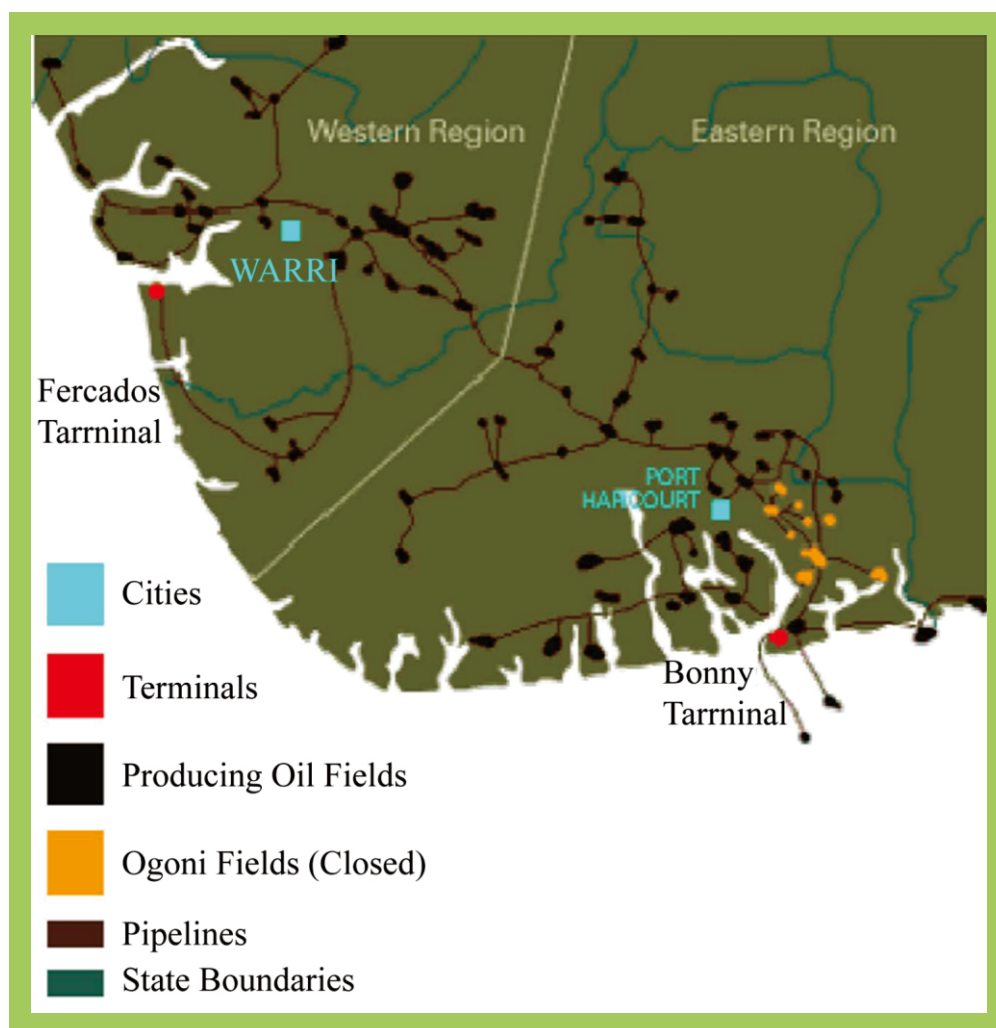 Western Region
Eastern Region
WARRI
Fercados
Tarrninal
PORT
HARICOURT
Bonny
Tarrninal
Cities
Terminals
Producing Oil Fields
Ogoni Fields (Closed)
Pipelines
State Boundaries